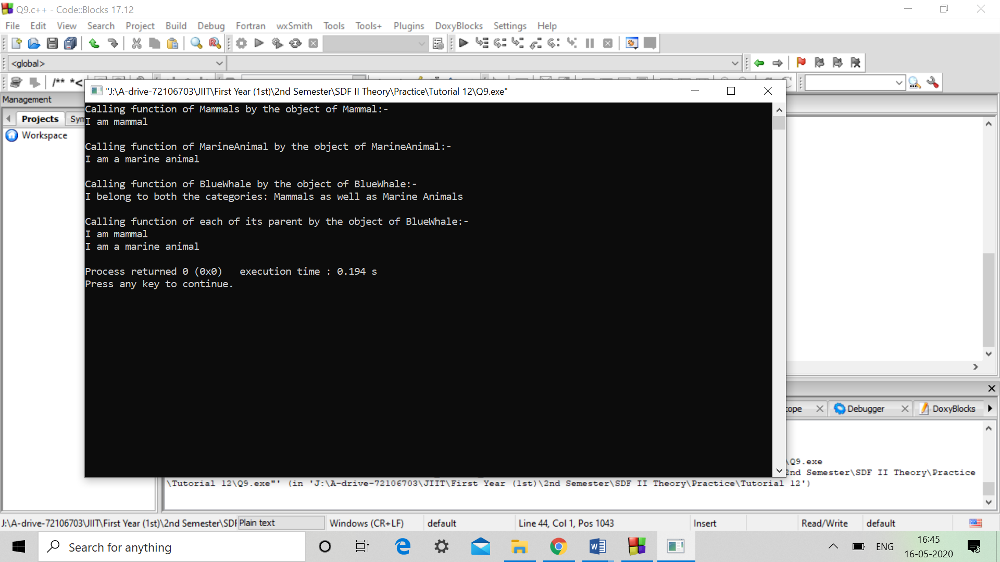 Q9.c++ - Code::Blocks 17.12
File Edit View Search Project Build Debug Fortran wxSmith Tools Tools+ Plugins DoxyBlocks Settings Help
<global>
/** *<
Management
"J:\A-drive-72106703\JIIT\First Year (1st)\2nd Semester\SDF II Theory\Practice\Tutorial 12\Q9.exe"
Projects
Workspace
Calling function of Mammals by the object of Mammal:-
I am mammal
Calling function of MarineAnimal by the object of MarineAnimal:-
I am a marine animal
Calling function of BlueWhale by the object of BlueWhale:-
I belong to both the categories: Mammals as well as Marine Animals
Calling function of each of its parent by the object of BlueWhale:-
I am mammal
I am a marine animal
Process returned 0 (0x0)   execution time : 0.194 s
Press any key to continue.
Debugger DoxyBlocks
\Q9.exe
2nd Semester\SDF II Theory\Practice
\Tutorial 12\Q9.exe"' (in 'J:\A-drive-72106703\JIIT\First Year (1st)\2nd Semester\SDF II Theory\Practice\Tutorial 12')
J:\A-drive-72106703\JIIT\First Year (1st)\2nd Semester\SDF Plain text Windows (CR+LF) default Line 44, Col 1, Pos 1043 Insert Read/Write default
Search for anything
ENG
16:45
16-05-2020